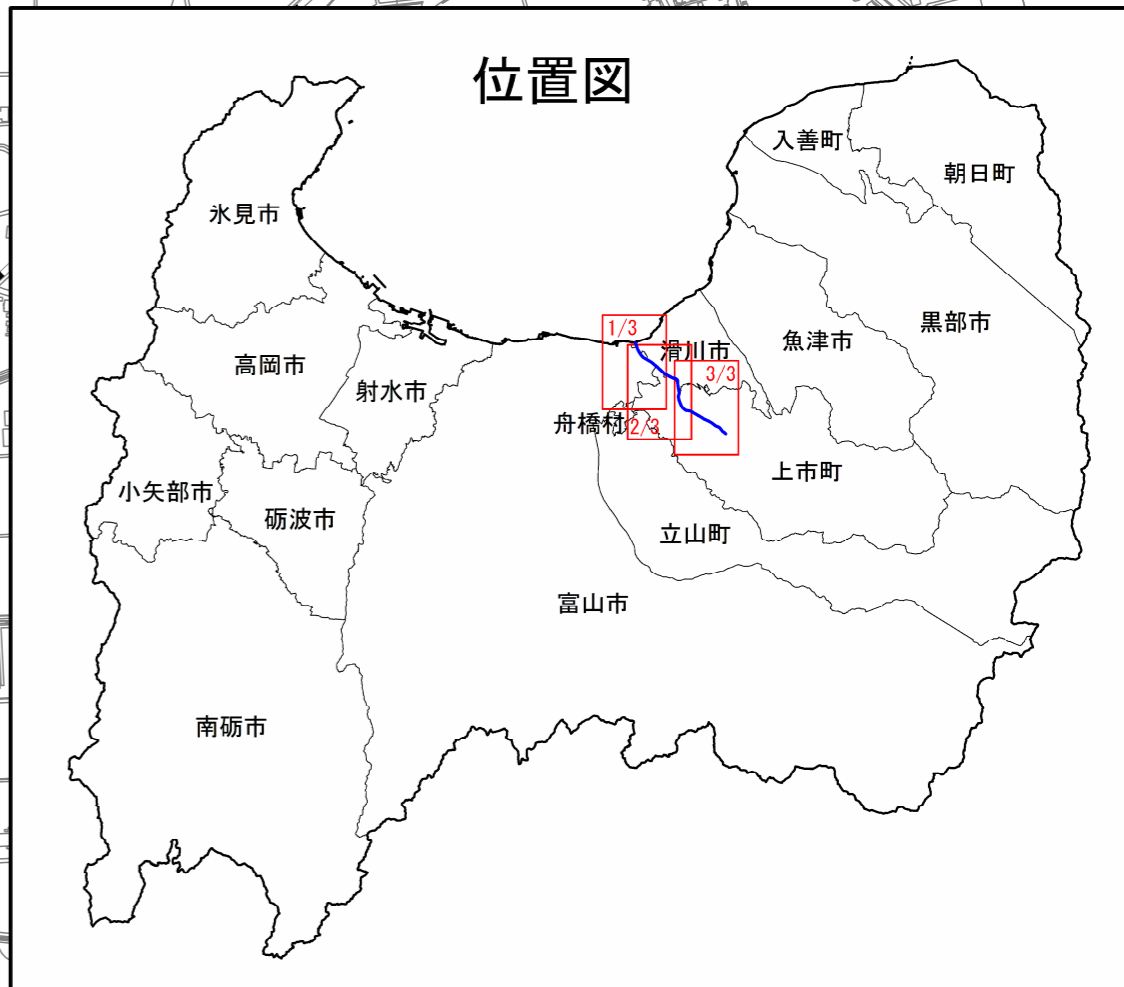 位置図
入善町
朝日町
氷見市
黒部市
1/3
魚津市
滑川市
高岡市
3/3
射水市
舟橋村
2/3
上市町
小矢部市
砺波市
立山町
富山市
南砺市